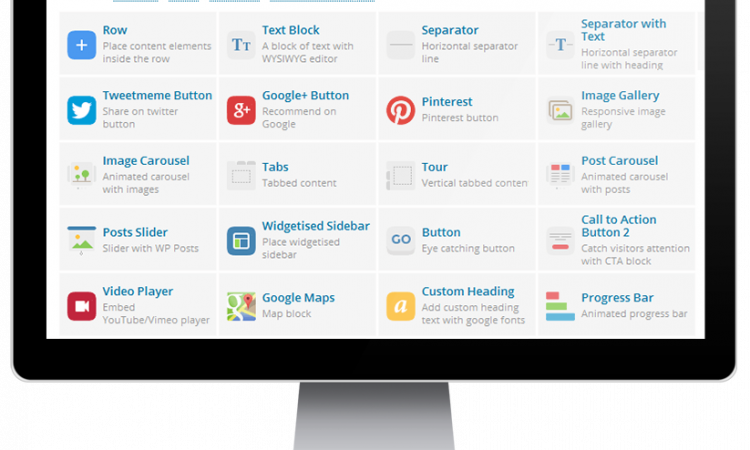 Row
Place content elements
inside the row
Text Block
A block of text with
WYSIWYG editor
Separator
Horizontal separator
line
Separator with
Text
Horizontal separator
line with heading
Tweetmeme Button
Share on twitter
button
Google+ Button
Recommend on
Google
Pinterest
Pinterest button
Image Gallery
Responsive image
gallery
Image Carousel
Animated carousel
with images
Tabs
Tabbed content
Tour
Vertical tabbed conten
Post Carousel
Animated carousel
with posts
Posts Slider
Slider with WP Posts
Widgetised Sidebar
Place widgetised
sidebar
GO
Button
Eye catching button
Call to Action
Button 2
Catch visitors attention
with CTA block
Video Player
Embed
YouTube/Vimeo player
Google Maps
Map block
Custom Heading
Add custom heading
text with google fonts
Progress Bar
Animated progress bar